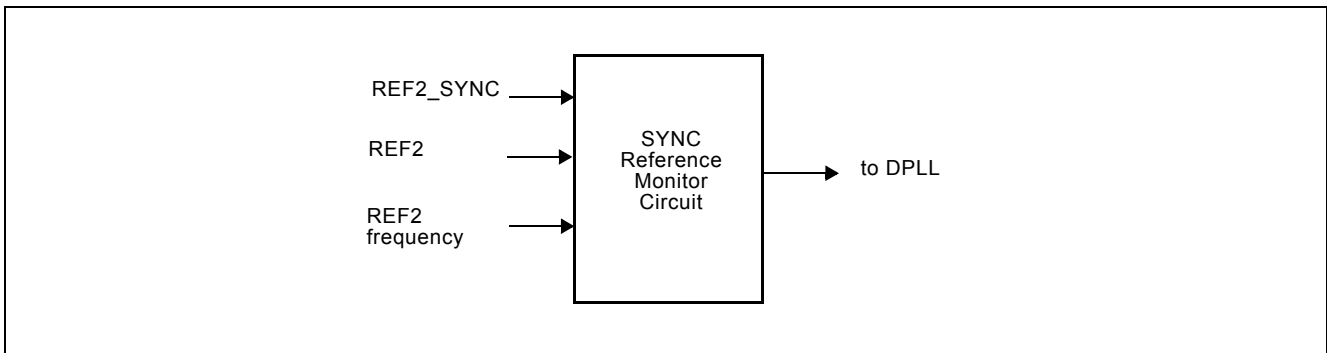 REF2_SYNC
REF2
REF2
frequency
SYNC
Reference
Monitor
Circuit
to DPLL